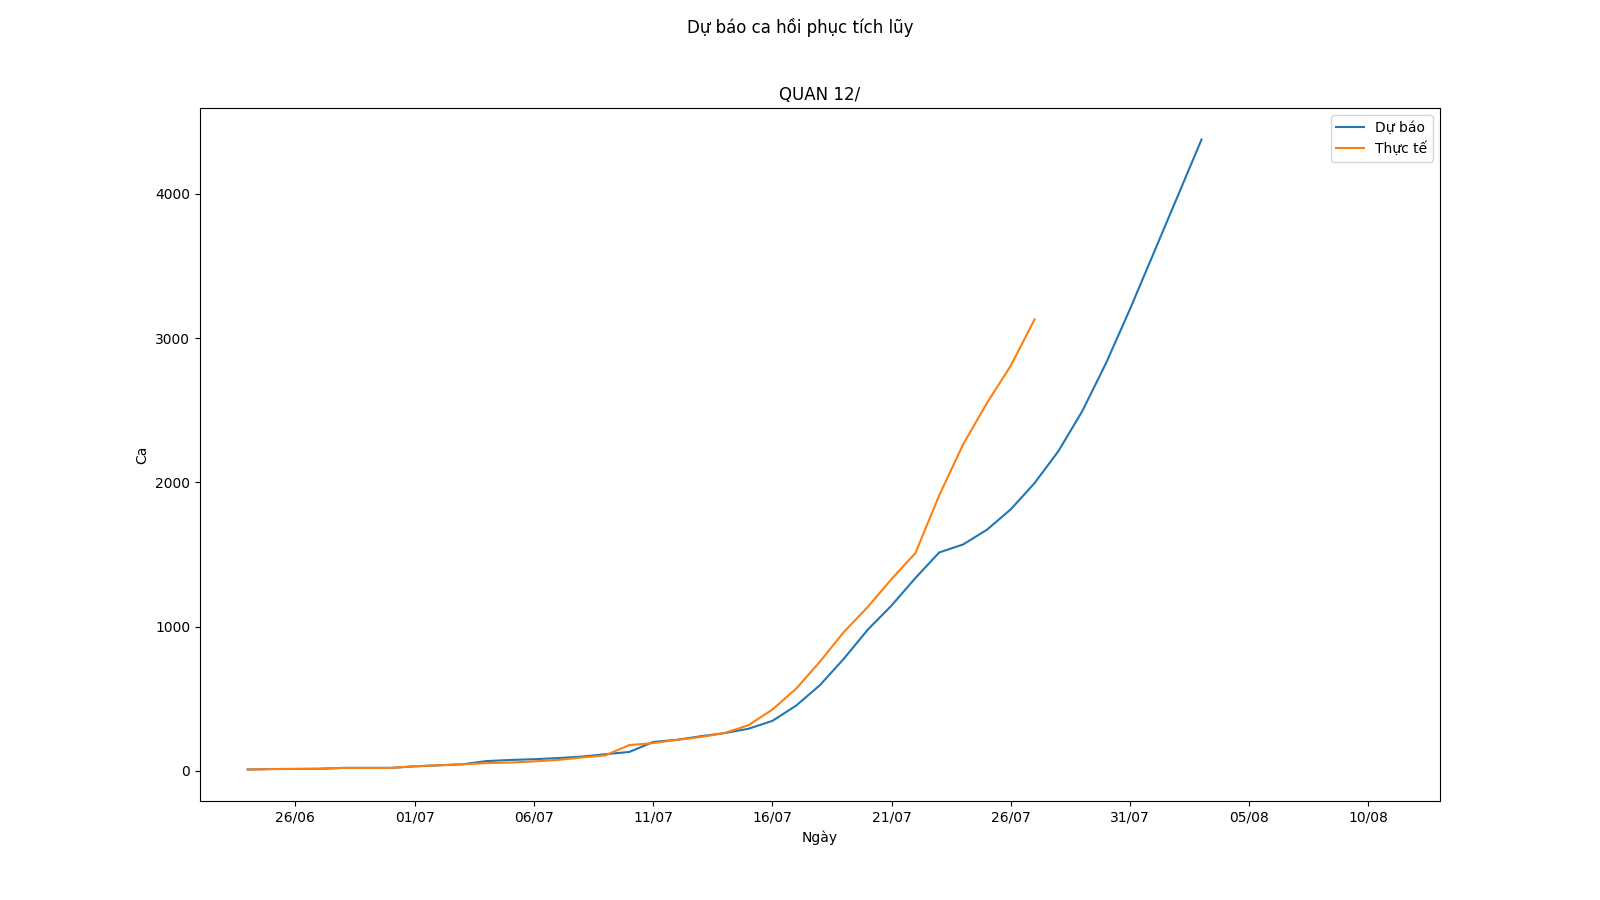 Dự báo ca hồi phục tích lũy
QUAN 12/
Dự báo
Thực tế
4000
3000
2000
1000
0
Ca
26/06 01/07 06/07 11/07 16/07 21/07 26/07 31/07 05/08 10/08
Ngày